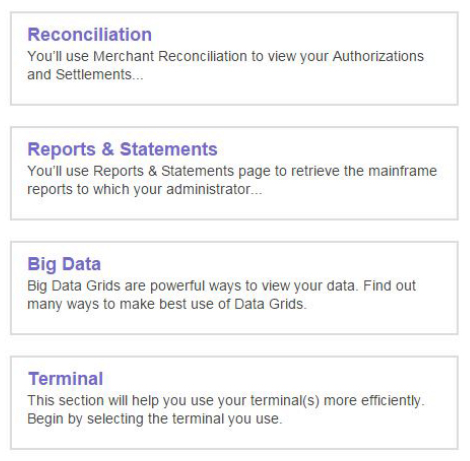 Reconciliation
You'll use Merchant Reconciliation to view your Authorizations
and Settlements...
Reports & Statements
You'll use Reports & Statements page to retrieve the mainframe
reports to which your administrator...
Big Data
Big Data Grids are powerful ways to view your data. Find out
many ways to make best use of Data Grids.
Terminal
This section will help you use your terminal(s) more efficiently.
Begin by selecting the terminal you use.